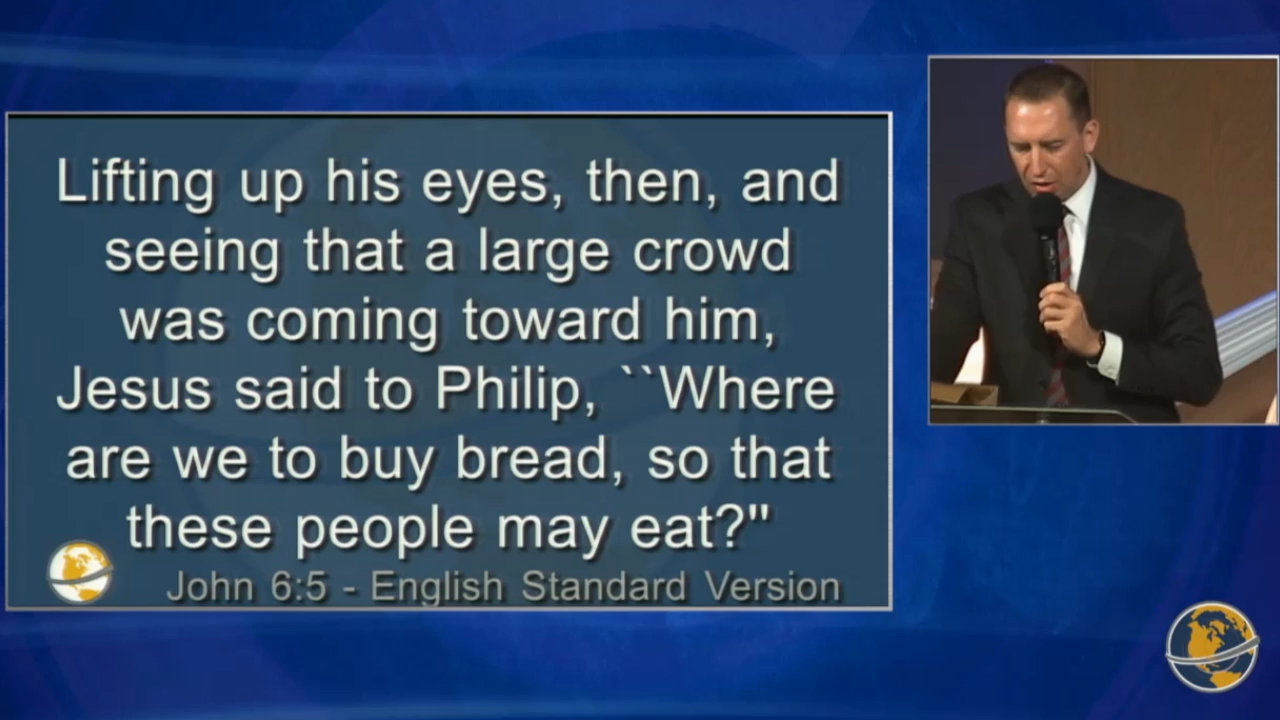 Lifting up his eyes, then, and
seeing that a large crowd
was coming toward him,
Jesus said to Philip, ``Where
are we to buy bread, so that
these people may eat?"
John 6:5 - English Standard Version